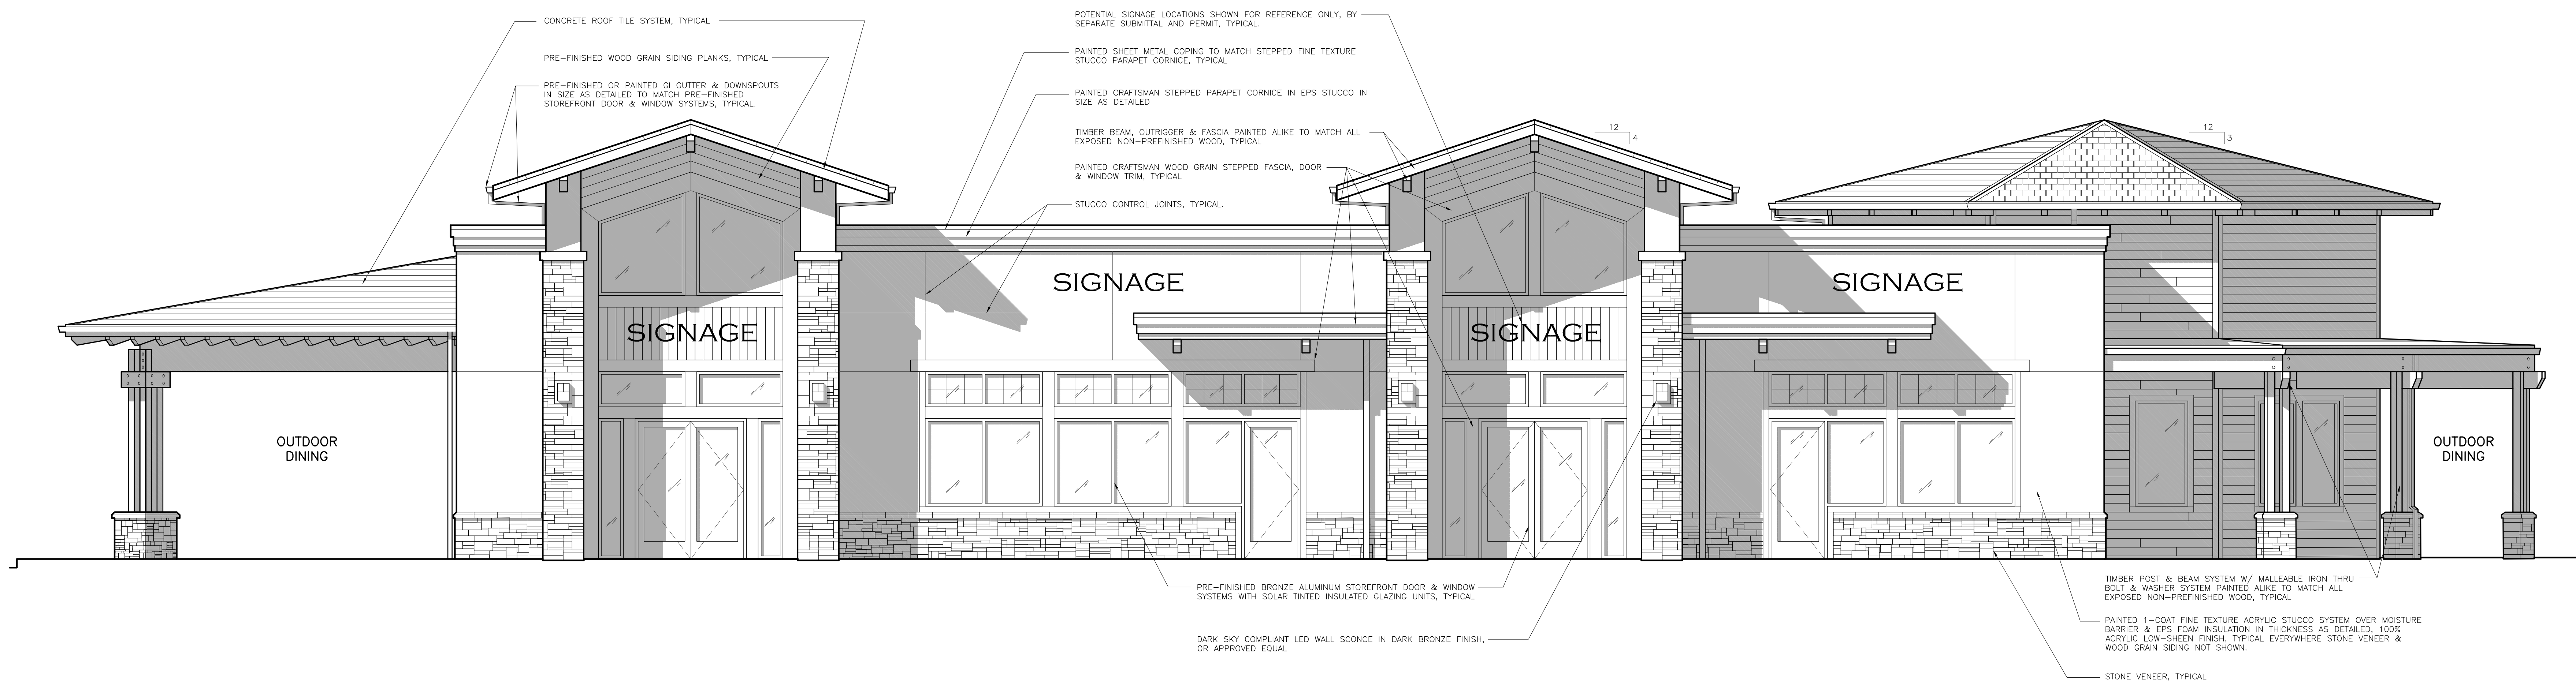 CONCRETE ROOF TILE SYSTEM, TYPICAL
PRE-FINISHED WOOD GRAIN SIDING PLANKS, TYPICAL
PRE-FINISHED OR PAINTED GI GUTTER & DOWNSPOUTS
IN SIZE AS DETAILED TO MATCH PRE-FINISHED
STOREFRONT DOOR & WINDOW SYSTEMS, TYPICAL.
POTENTIAL SIGNAGE LOCATIONS SHOWN FOR REFERENCE ONLY, BY
SEPARATE SUBMITTAL AND PERMIT, TYPICAL.
PAINTED SHEET METAL COPING TO MATCH STEPPED FINE TEXTURE
STUCCO PARAPET CORNICE, TYPICAL
PAINTED CRAFTSMAN STEPPED PARAPET CORNICE IN EPS STUCCO IN
SIZE AS DETAILED
TIMBER BEAM, OUTRIGGER & FASCIA PAINTED ALIKE TO MATCH ALL
EXPOSED NON-PREFINISHED WOOD, TYPICAL
PAINTED CRAFTSMAN WOOD GRAIN STEPPED FASCIA, DOOR
& WINDOW TRIM, TYPICAL
STUCCO CONTROL JOINTS, TYPICAL.
12
4
12
3
SIGNAGE
SIGNAGE
SIGNAGE
SIGNAGE
OUTDOOR
DINING
OUTDOOR
DINING
PRE-FINISHED BRONZE ALUMINUM STOREFRONT DOOR & WINDOW
SYSTEMS WITH SOLAR TINTED INSULATED GLAZING UNITS, TYPICAL
DARK SKY COMPLIANT LED WALL SCONCE IN DARK BRONZE FINISH,
OR APPROVED EQUAL
TIMBER POST & BEAM SYSTEM W/ MALLEABLE IRON THRU
BOLT & WASHER SYSTEM PAINTED ALIKE TO MATCH ALL
EXPOSED NON-PREFINISHED WOOD, TYPICAL
PAINTED 1-COAT FINE TEXTURE ACRYLIC STUCCO SYSTEM OVER MOISTURE
BARRIER & EPS FOAM INSULATION IN THICKNESS AS DETAILED, 100%
ACRYLIC LOW-SHEEN FINISH, TYPICAL EVERYWHERE STONE VENEER &
WOOD GRAIN SIDING NOT SHOWN.
STONE VENEER, TYPICAL